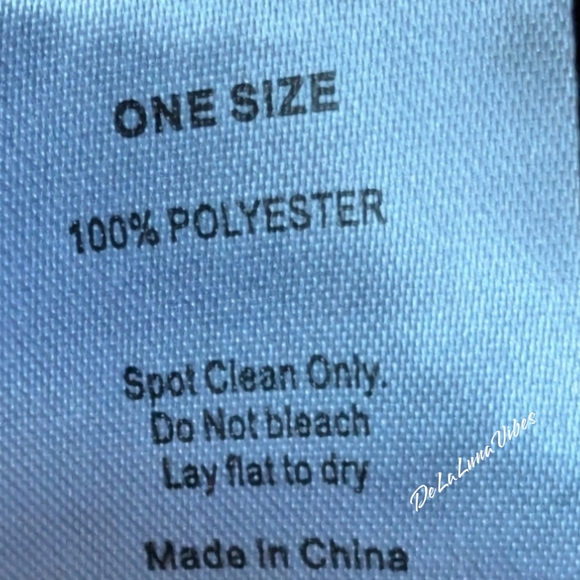 ONE SIZE
100% POLYESTER
Spot Clean Only.
Do Not bleach
Lay flat to dry
DeLaLunaVibes
Made in China